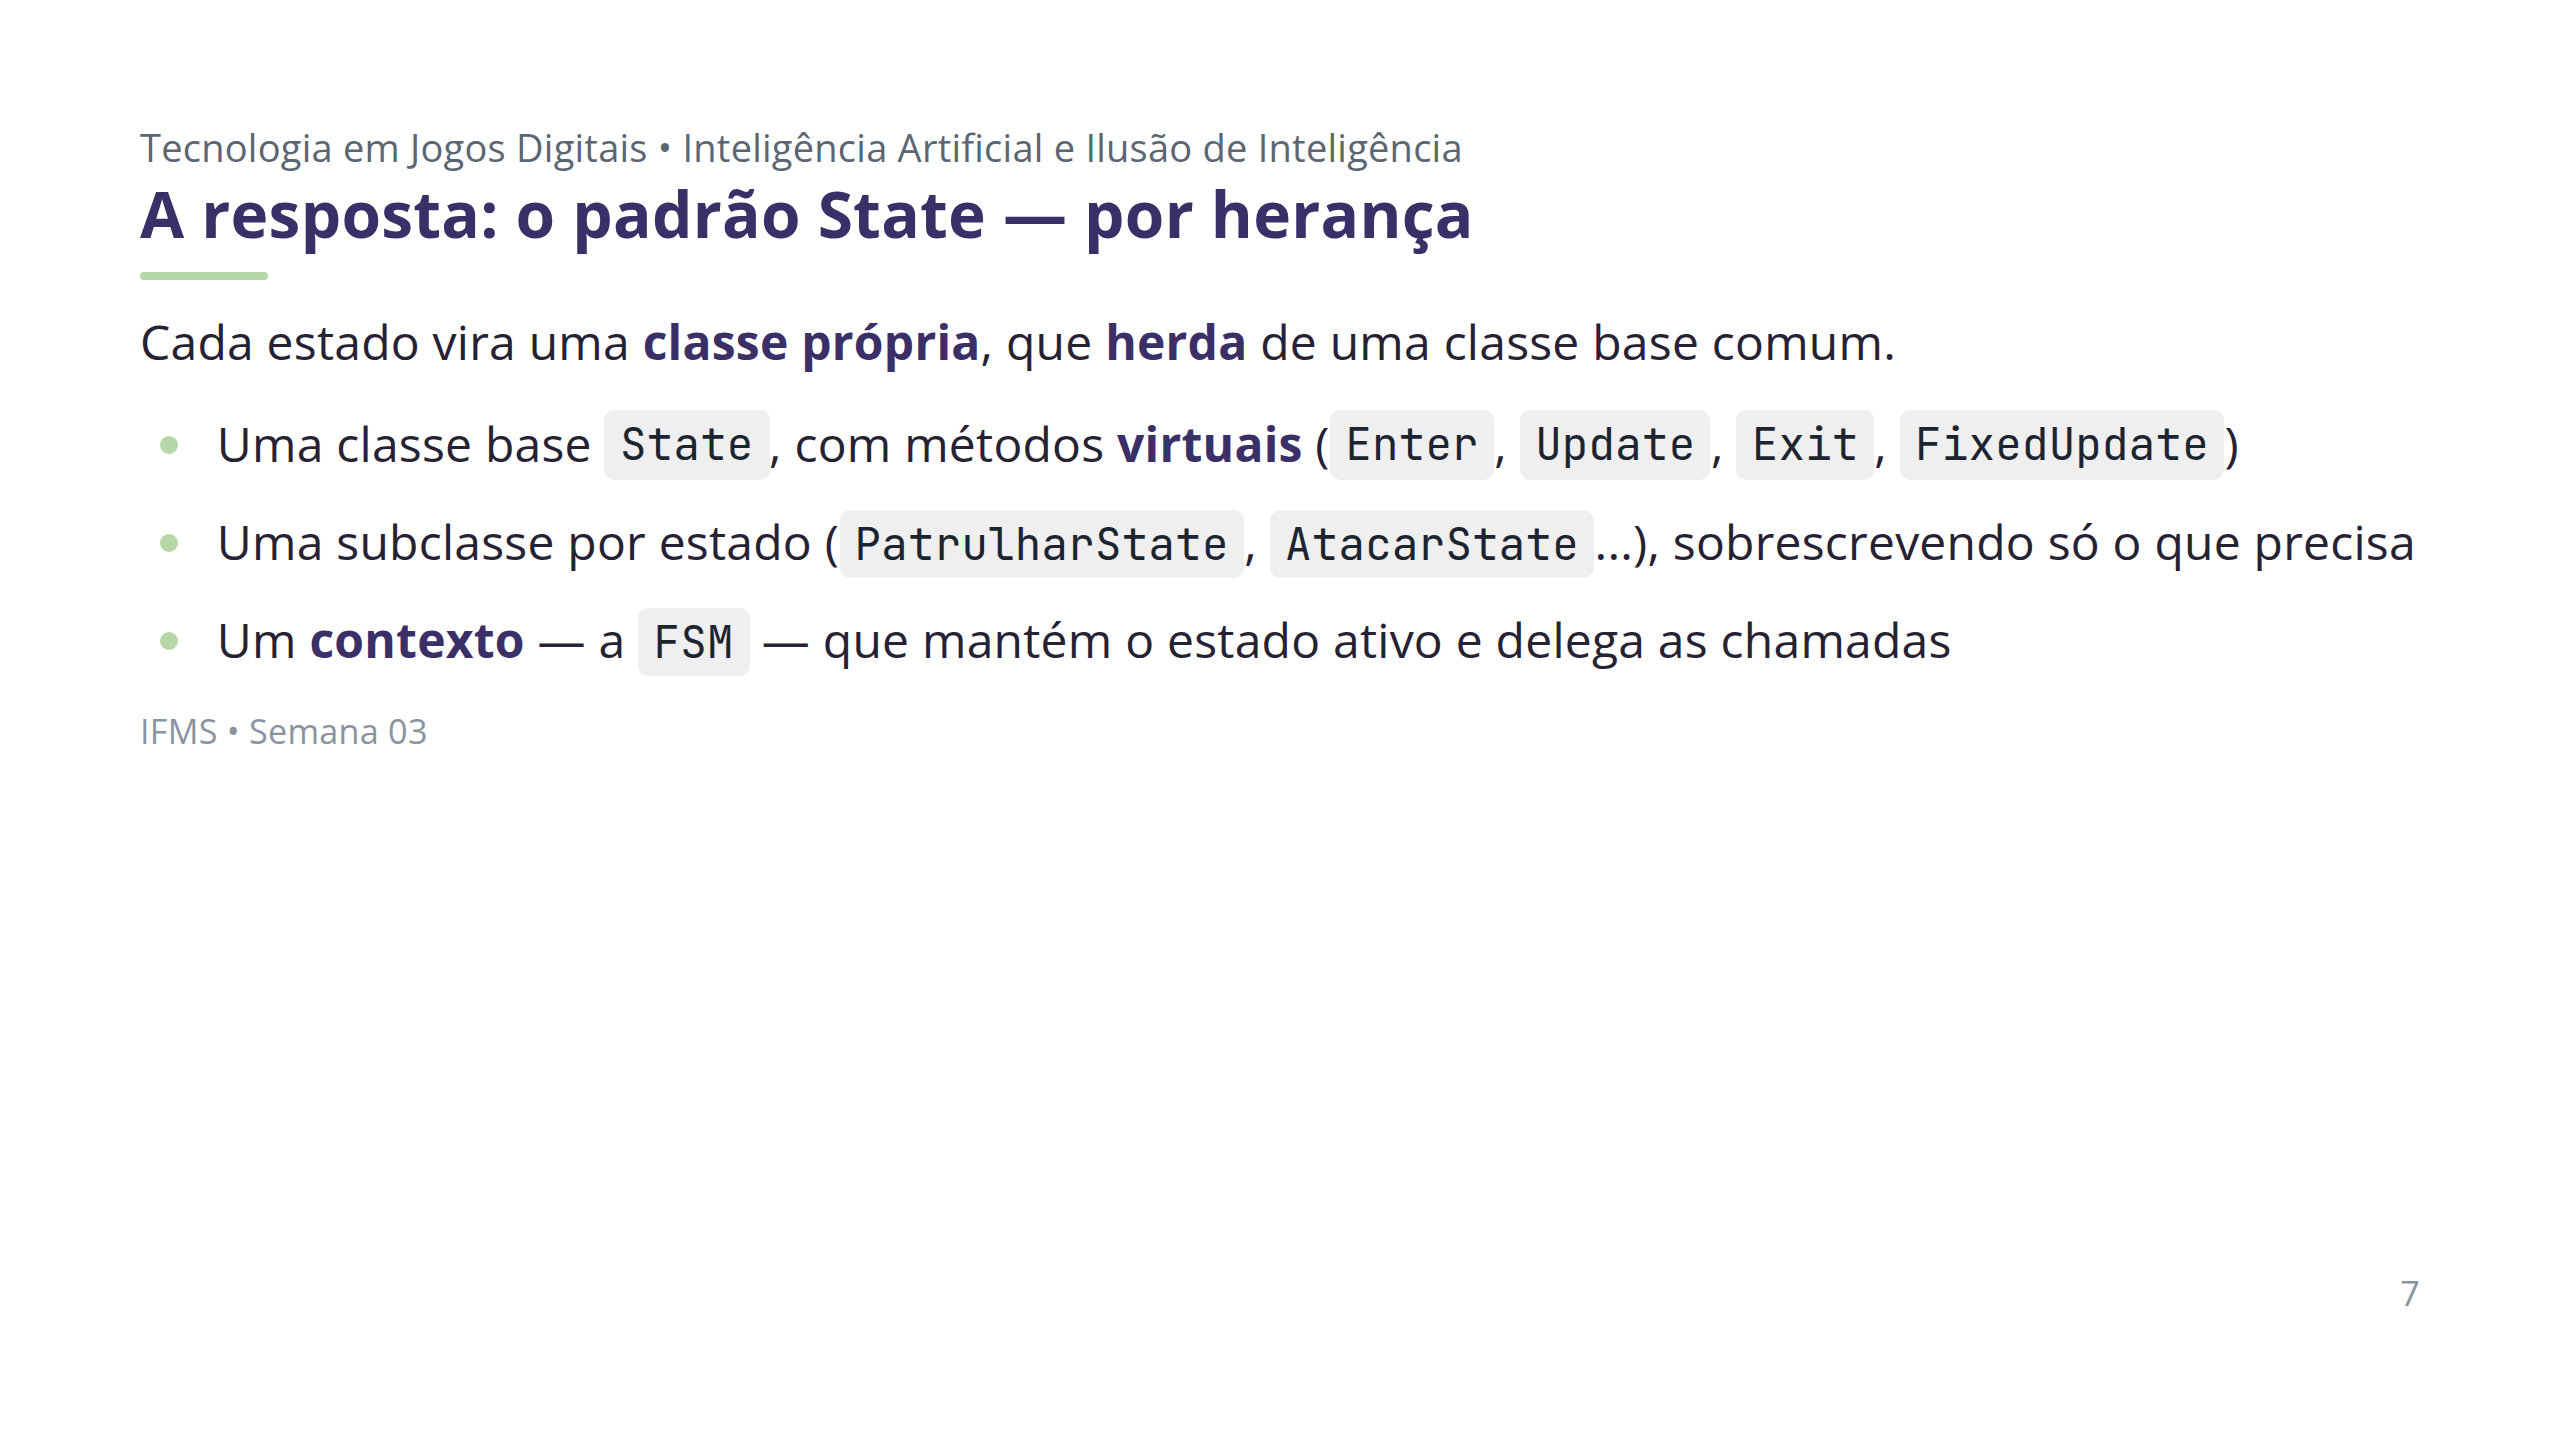 Tecnologia em Jogos Digitais • Inteligência Artificial e Ilusão de Inteligência
A resposta: o padrão State — por herança
Cada estado vira uma classe própria, que herda de uma classe base comum.
• Uma classe base State, com métodos virtuais (Enter, Update, Exit, FixedUpdate)
• Uma subclasse por estado (PatrulharState, AtacarState...), sobrescrevendo só o que precisa
• Um contexto — a FSM — que mantém o estado ativo e delega as chamadas
IFMS • Semana 03
7